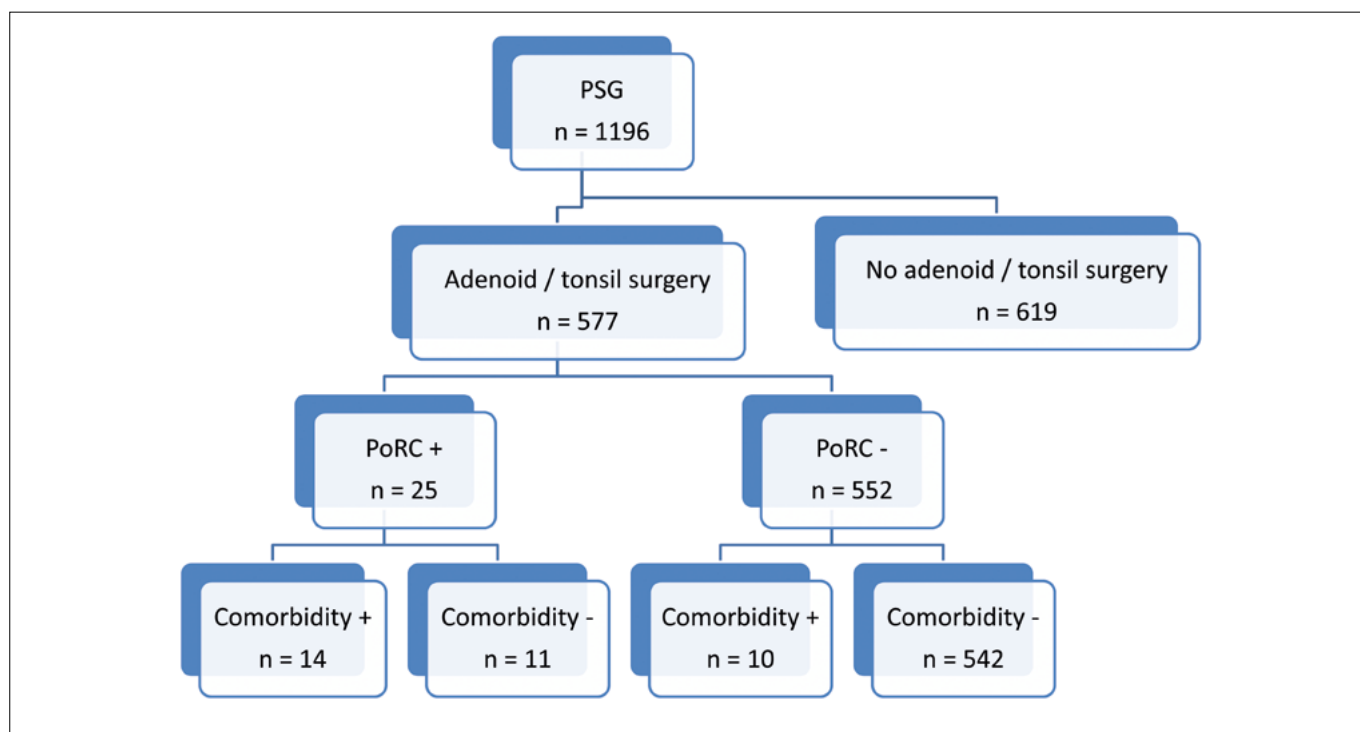 PSG
n = 1196
Adenoid / tonsil surgery
n = 577
No adenoid / tonsil surgery
n = 619
PoRC +
n = 25
PoRC -
n = 552
Comorbidity +
n = 14
Comorbidity -
n = 11
Comorbidity +
n = 10
Comorbidity -
n = 542